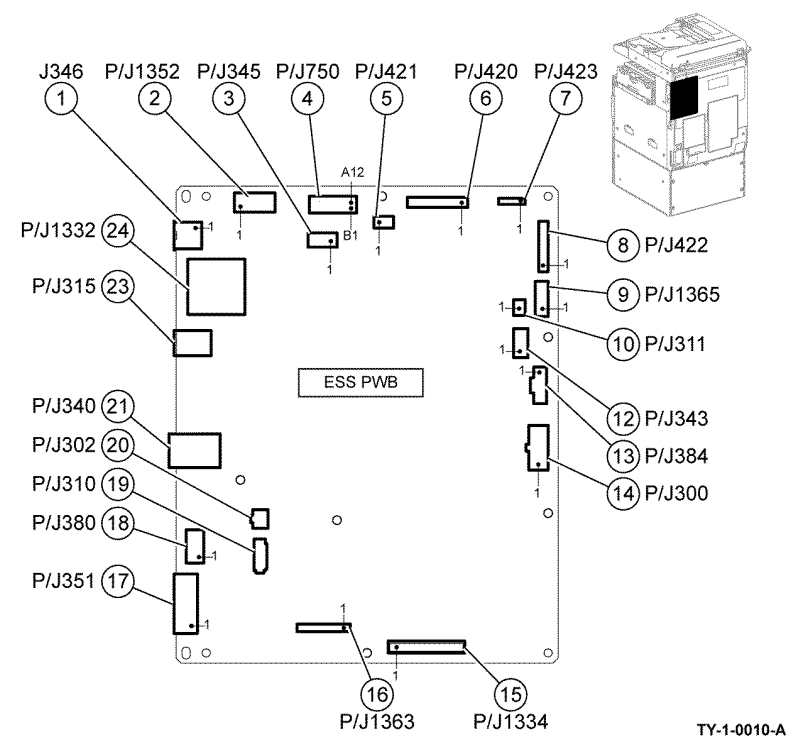 J346 P/J1352 P/J345 P/J750 P/J421 P/J420 P/J423
1 2 3 4 5 6 7
A12
1 1 B1 1 1 1
1
P/J1332 24
8 P/J422
1
P/J315 23
9 P/J1365
1 1
10 P/J311
1
1
ESS PWB
P/J340 21
12 P/J343
P/J302 20
13 P/J384
P/J310 19
14 P/J300
1
P/J380 18
1
P/J351 17
1
1
1
16 15
P/J1363 P/J1334
TY-1-0010-A